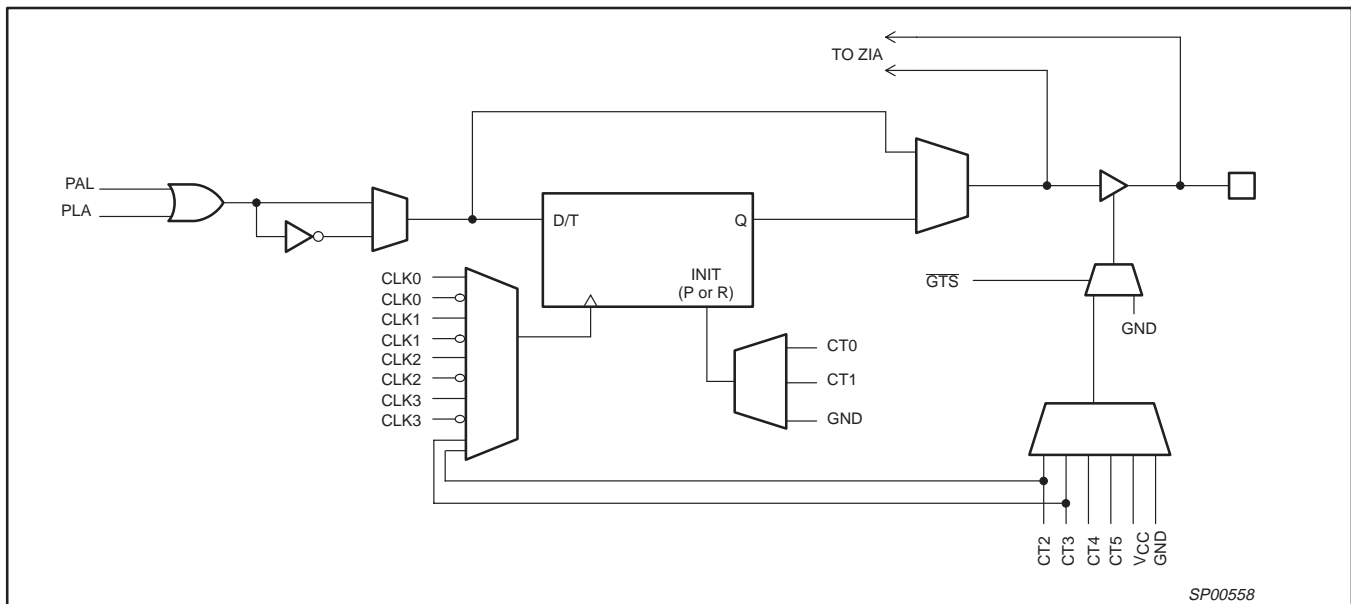 TO ZIA
PAL
PLA
D/T
Q
INIT
(P or R)
CLK0
CLK0
CLK1
CLK1
CLK2
CLK2
CLK3
CLK3
CT0
CT1
GND
G̅T̅S̅
GND
CT2
CT3
CT4
CT5
VCC
GND
SP00558